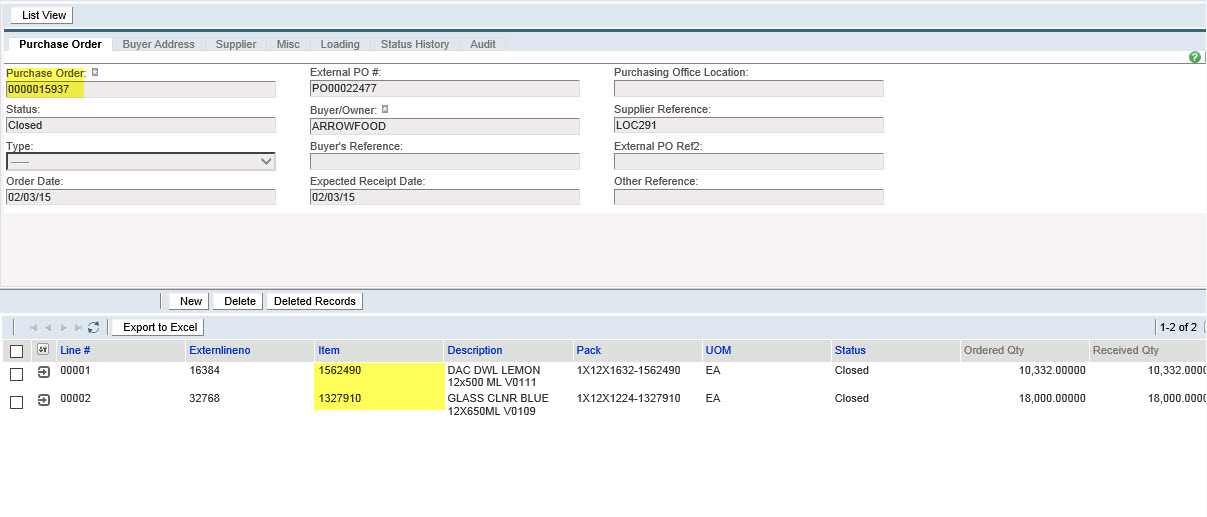 List View
Purchase Order Buyer Address Supplier Misc Loading Status History Audit
Purchase Order: External PO #: Purchasing Office Location:
0000015937 PO00022477
Status: Buyer/Owner: Supplier Reference:
Closed ARROWFOOD LOC291
Type: Buyer's Reference: External PO Ref2:
-----
Order Date: Expected Receipt Date: Other Reference:
02/03/15 02/03/15
New Delete Deleted Records
Export to Excel 1-2 of 2
Line # Externlineno Item Description Pack UOM Status Ordered Qty Received Qty
00001 16384 1562490 DAC DWL LEMON 1X12X1632-1562490 EA Closed 10,332.00000 10,332.0000
12x500 ML V0111
00002 32768 1327910 GLASS CLNR BLUE 1X12X1224-1327910 EA Closed 18,000.00000 18,000.0000
12X650ML V0109